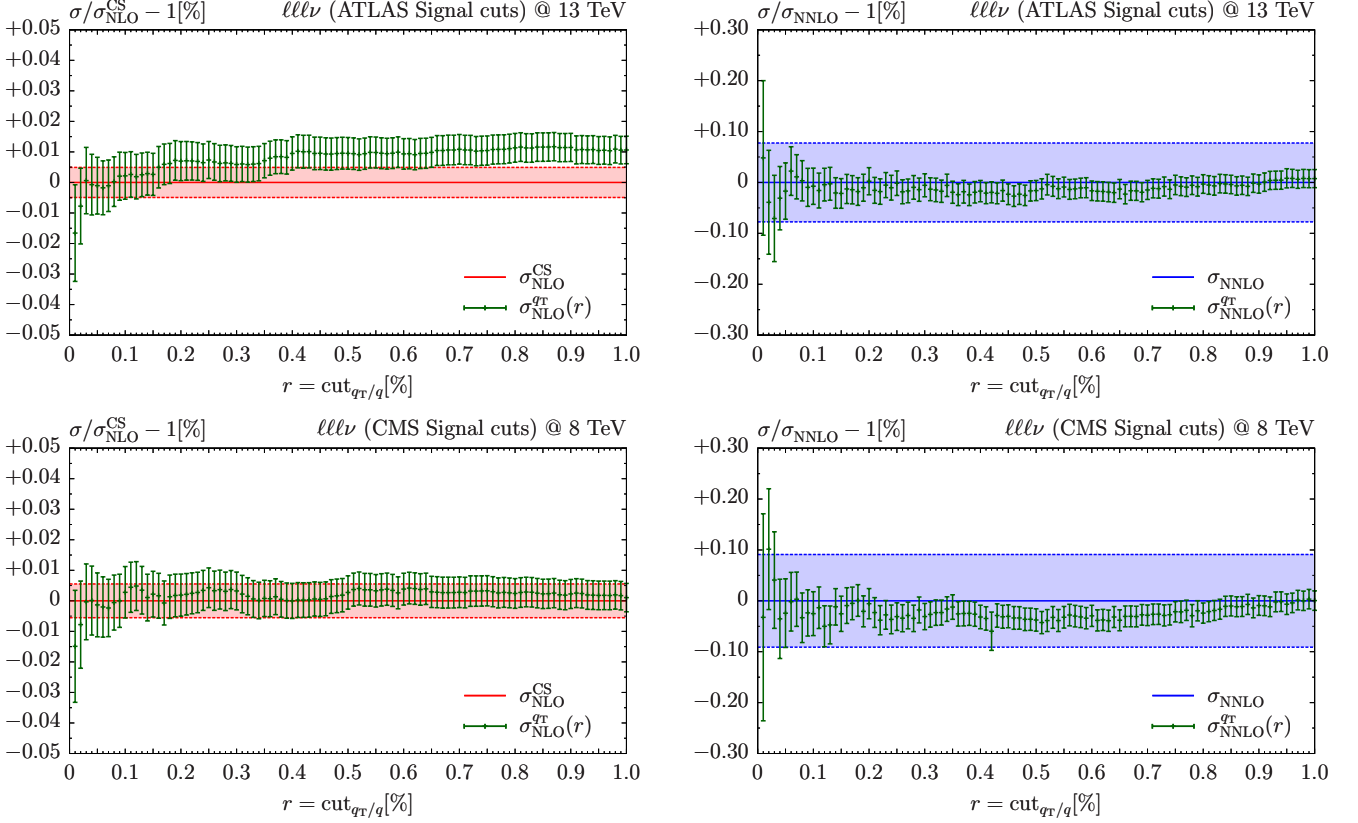 σ/σ^CS_NLO − 1[%] ℓℓℓν (ATLAS Signal cuts) @ 13 TeV
+0.05
+0.04
+0.03
+0.02
+0.01
0
−0.01
−0.02
−0.03
−0.04
−0.05
σ^CS_NLO
σ^qT_NLO(r)
0 0.1 0.2 0.3 0.4 0.5 0.6 0.7 0.8 0.9 1.0
r = cut_qT/q[%]
σ/σ_NNLO − 1[%] ℓℓℓν (ATLAS Signal cuts) @ 13 TeV
+0.30
+0.20
+0.10
0
−0.10
−0.20
−0.30
σ_NNLO
σ^qT_NNLO(r)
0 0.1 0.2 0.3 0.4 0.5 0.6 0.7 0.8 0.9 1.0
r = cut_qT/q[%]
σ/σ^CS_NLO − 1[%] ℓℓℓν (CMS Signal cuts) @ 8 TeV
+0.05
+0.04
+0.03
+0.02
+0.01
0
−0.01
−0.02
−0.03
−0.04
−0.05
σ^CS_NLO
σ^qT_NLO(r)
0 0.1 0.2 0.3 0.4 0.5 0.6 0.7 0.8 0.9 1.0
r = cut_qT/q[%]
σ/σ_NNLO − 1[%] ℓℓℓν (CMS Signal cuts) @ 8 TeV
+0.30
+0.20
+0.10
0
−0.10
−0.20
−0.30
σ_NNLO
σ^qT_NNLO(r)
0 0.1 0.2 0.3 0.4 0.5 0.6 0.7 0.8 0.9 1.0
r = cut_qT/q[%]